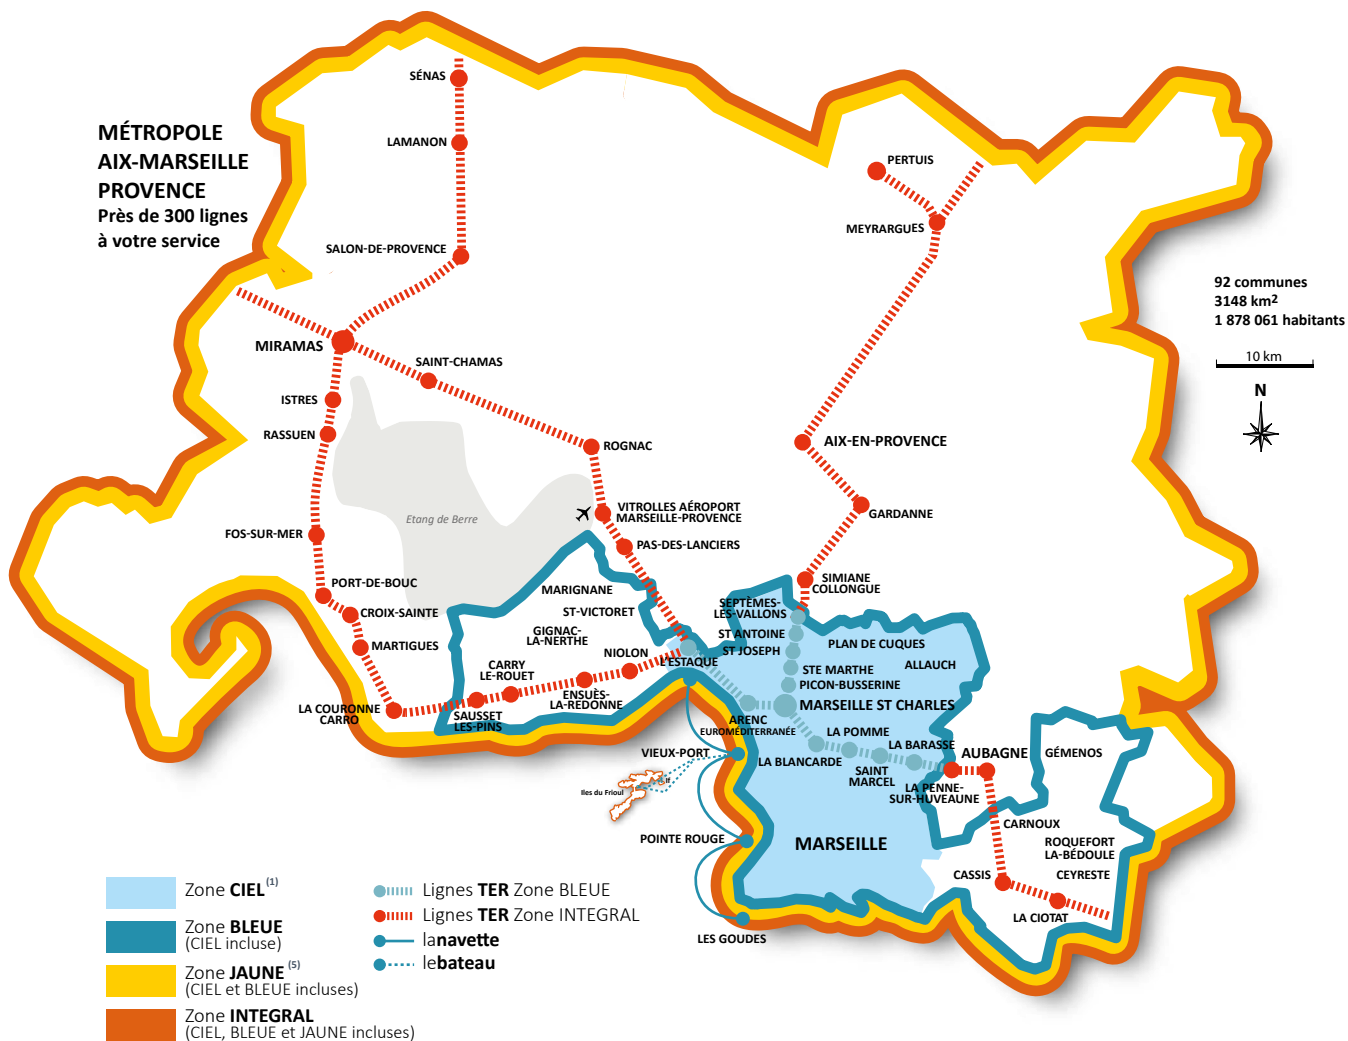 MÉTROPOLE
AIX-MARSEILLE
PROVENCE
Près de 300 lignes
à votre service
SÉNAS
LAMANON
SALON-DE-PROVENCE
PERTUIS
MEYRARGUES
92 communes
3148 km²
1 878 061 habitants
10 km
N
MIRAMAS
SAINT-CHAMAS
ISTRES
RASSUEN
ROGNAC
AIX-EN-PROVENCE
Etang de Berre
VITROLLES AÉROPORT
MARSEILLE-PROVENCE
GARDANNE
FOS-SUR-MER
PAS-DES-LANCIERS
PORT-DE-BOUC
CROIX-SAINTE
MARTIGUES
MARIGNANE
ST-VICTORET
GIGNAC-
LA-NERTHE
SIMIANE
COLLONGUE
SEPTÈMES-
LES-VALLONS
ST ANTOINE
ST JOSEPH
PLAN DE CUQUES
ALLAUCH
NIOLON
L'ESTAQUE
CARRY
LE-ROUET
ENSUÈS-
LA-REDONNE
STE MARTHE
PICON-BUSSERINE
MARSEILLE ST CHARLES
LA COURONNE
CARRO
SAUSSET
LES-PINS
ARENC
EUROMÉDITERRANÉE
LA POMME
LA BARASSE
AUBAGNE
GÉMENOS
VIEUX-PORT
LA BLANCARDE
SAINT
MARCEL
LA PENNE-
SUR-HUVEAUNE
If
Iles du Frioul
CARNOUX
POINTE ROUGE
MARSEILLE
ROQUEFORT
LA-BÉDOULE
CASSIS
CEYRESTE
LA CIOTAT
LES GOUDES
Zone CIEL (1)
Zone BLEUE
(CIEL incluse)
Zone JAUNE (5)
(CIEL et BLEUE incluses)
Zone INTEGRAL
(CIEL, BLEUE et JAUNE incluses)
Lignes TER Zone BLEUE
Lignes TER Zone INTEGRAL
lanavette
lebateau